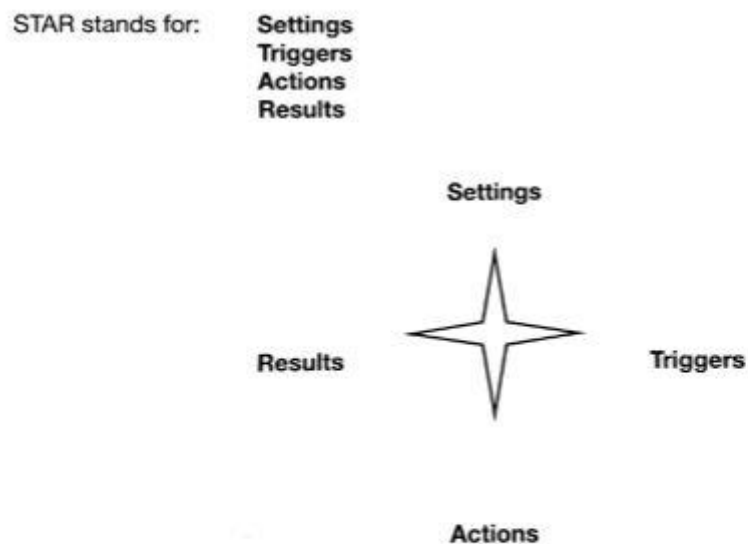 STAR stands for: Settings
Triggers
Actions
Results
Settings
Results
Triggers
Actions